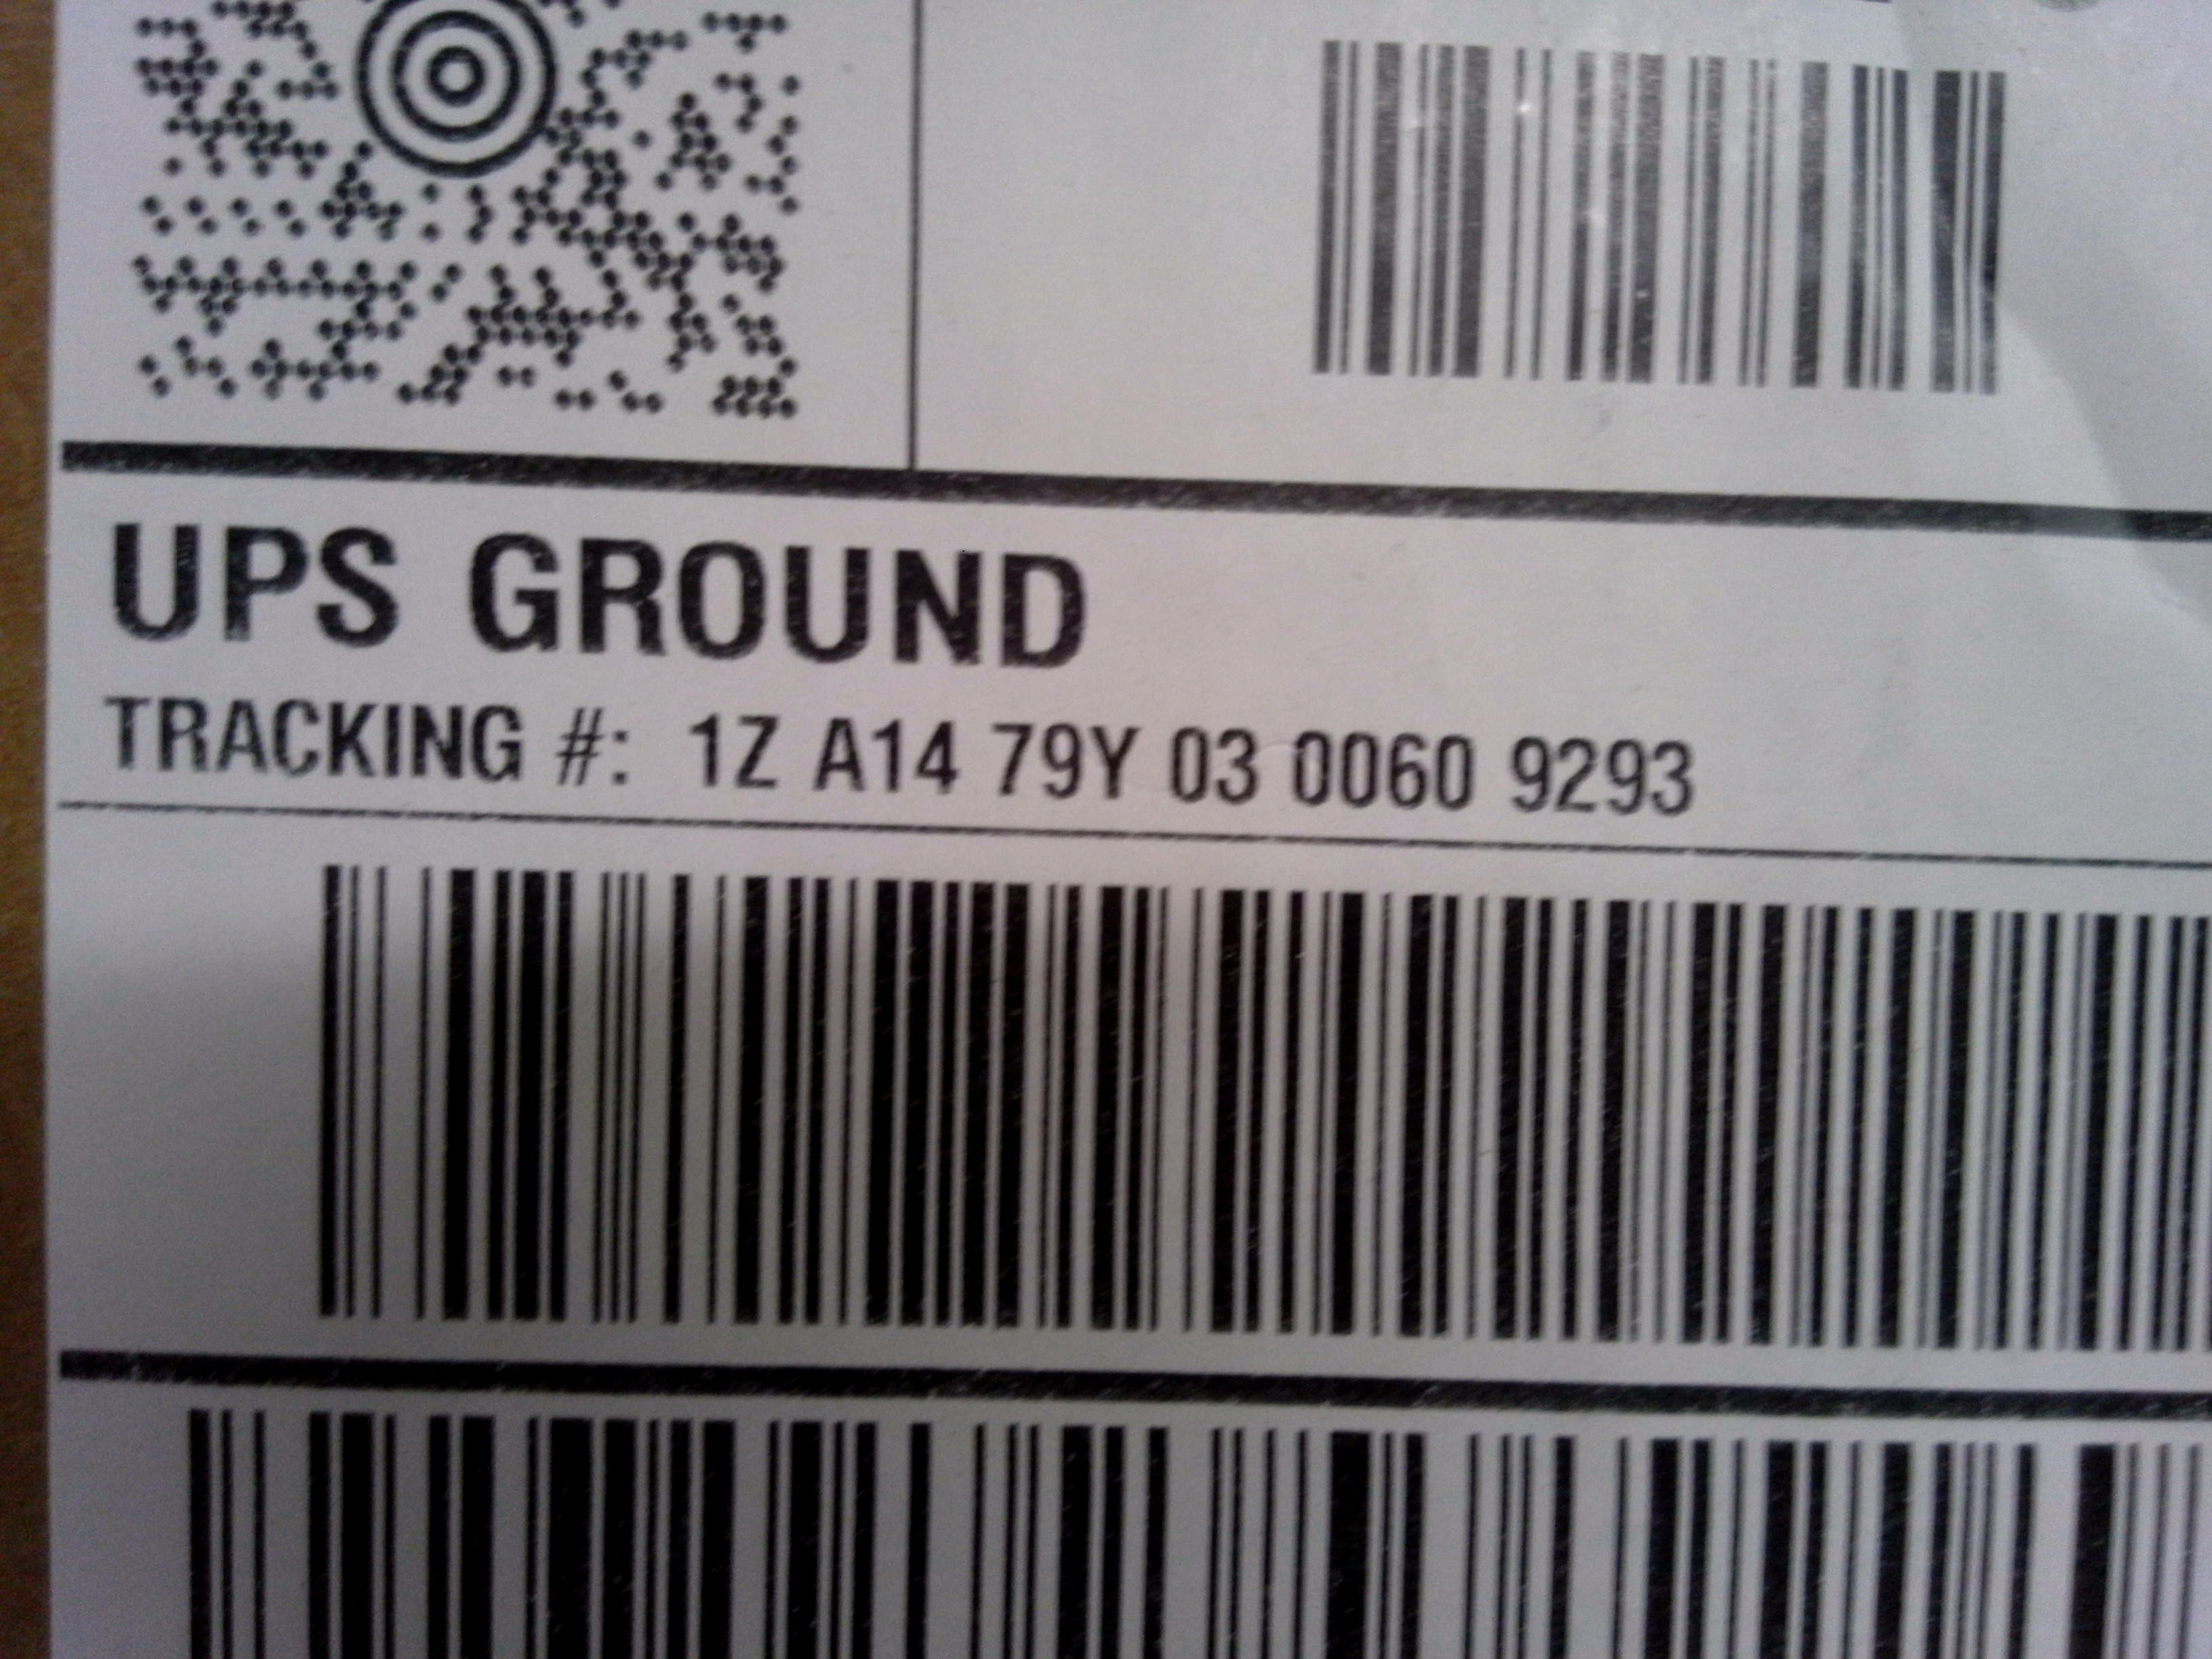 UPS GROUND
TRACKING #: 1Z A14 79Y 03 0060 9293